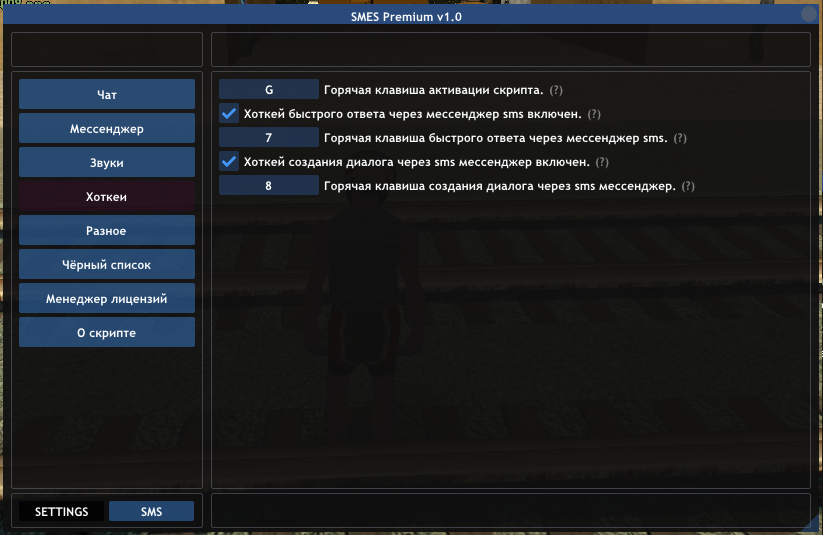 SMES Premium v1.0
Чат
Мессенджер
Звуки
Хоткеи
Разное
Чёрный список
Менеджер лицензий
О скрипте
G Горячая клавиша активации скрипта. (?)
Хоткей быстрого ответа через мессенджер sms включен. (?)
7 Горячая клавиша быстрого ответа через мессенджер sms. (?)
Хоткей создания диалога через sms мессенджер включен. (?)
8 Горячая клавиша создания диалога через sms мессенджер. (?)
SETTINGS SMS